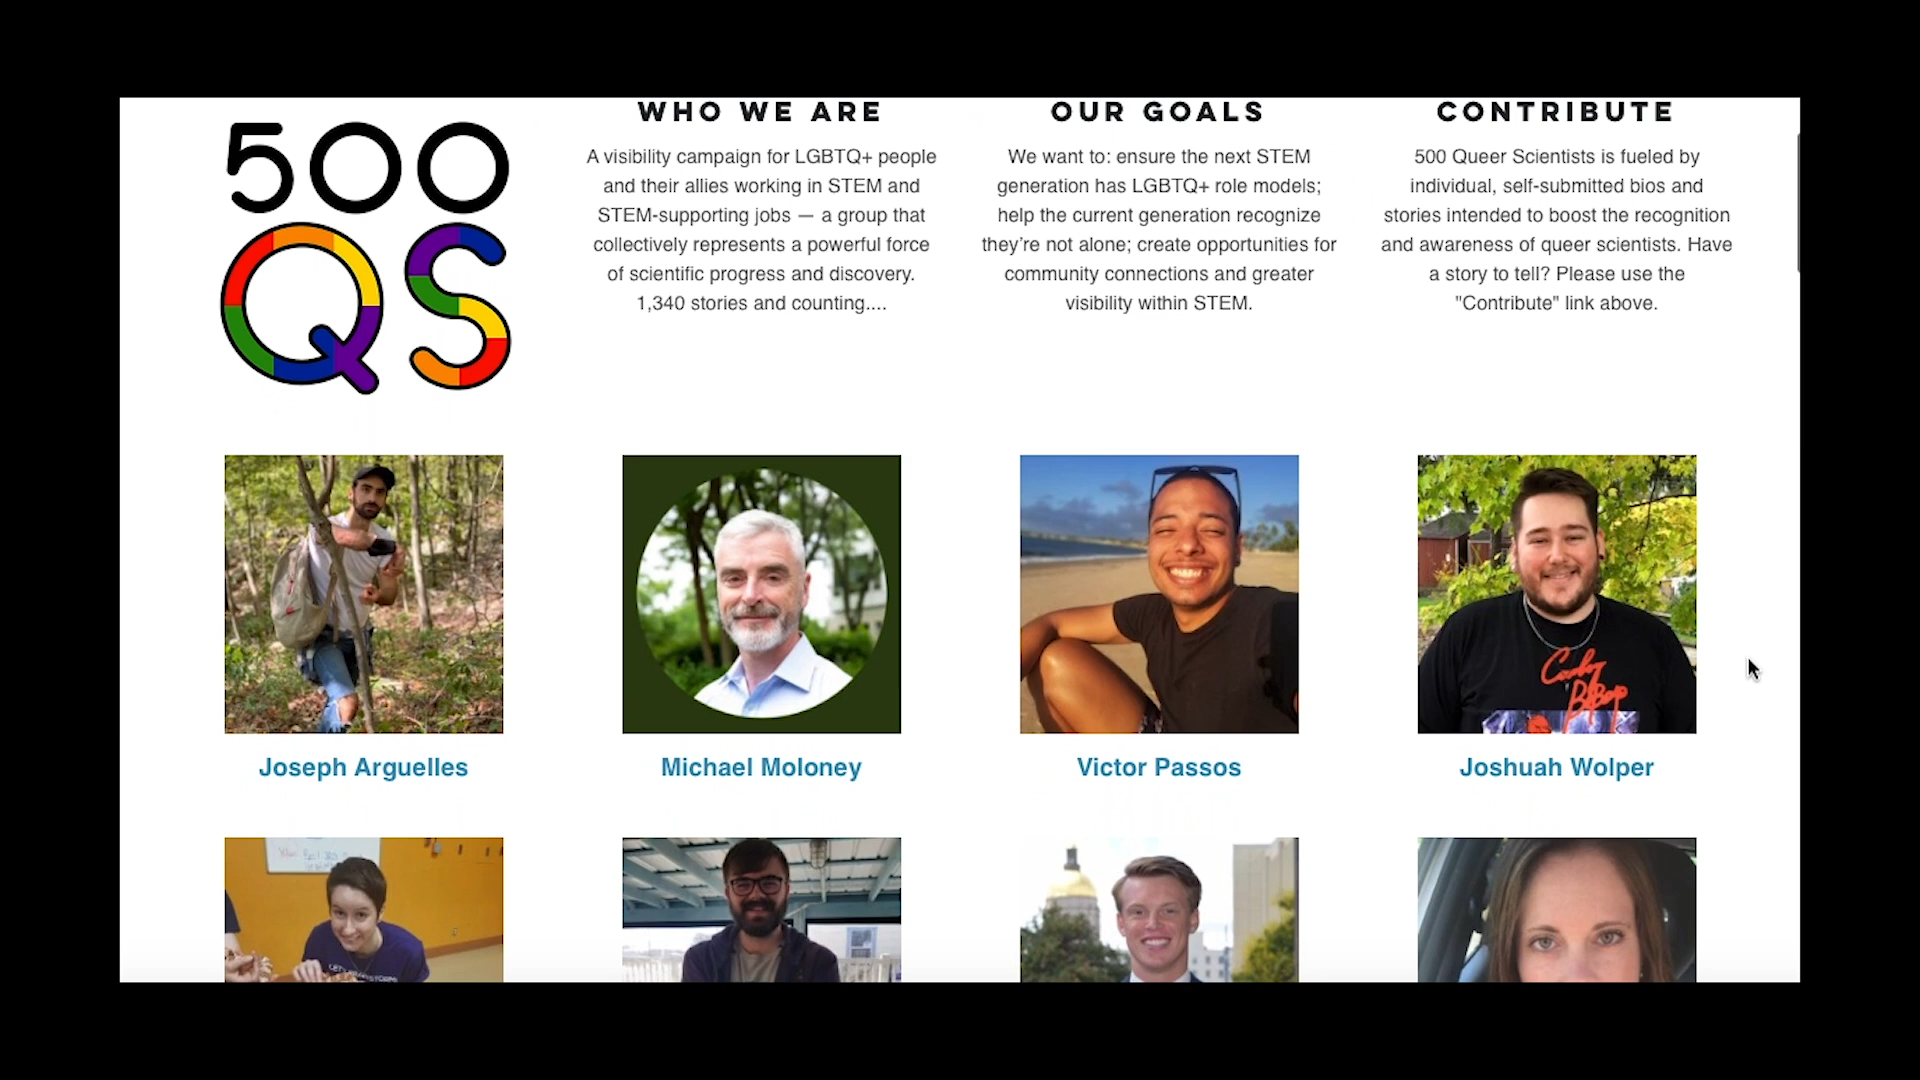 500
QS
WHO WE ARE
A visibility campaign for LGBTQ+ people
and their allies working in STEM and
STEM-supporting jobs — a group that
collectively represents a powerful force
of scientific progress and discovery.
1,340 stories and counting....
OUR GOALS
We want to: ensure the next STEM
generation has LGBTQ+ role models;
help the current generation recognize
they’re not alone; create opportunities for
community connections and greater
visibility within STEM.
CONTRIBUTE
500 Queer Scientists is fueled by
individual, self-submitted bios and
stories intended to boost the recognition
and awareness of queer scientists. Have
a story to tell? Please use the
"Contribute" link above.
Joseph Arguelles
Michael Moloney
Victor Passos
Joshuah Wolper
Cowboy
Bebop